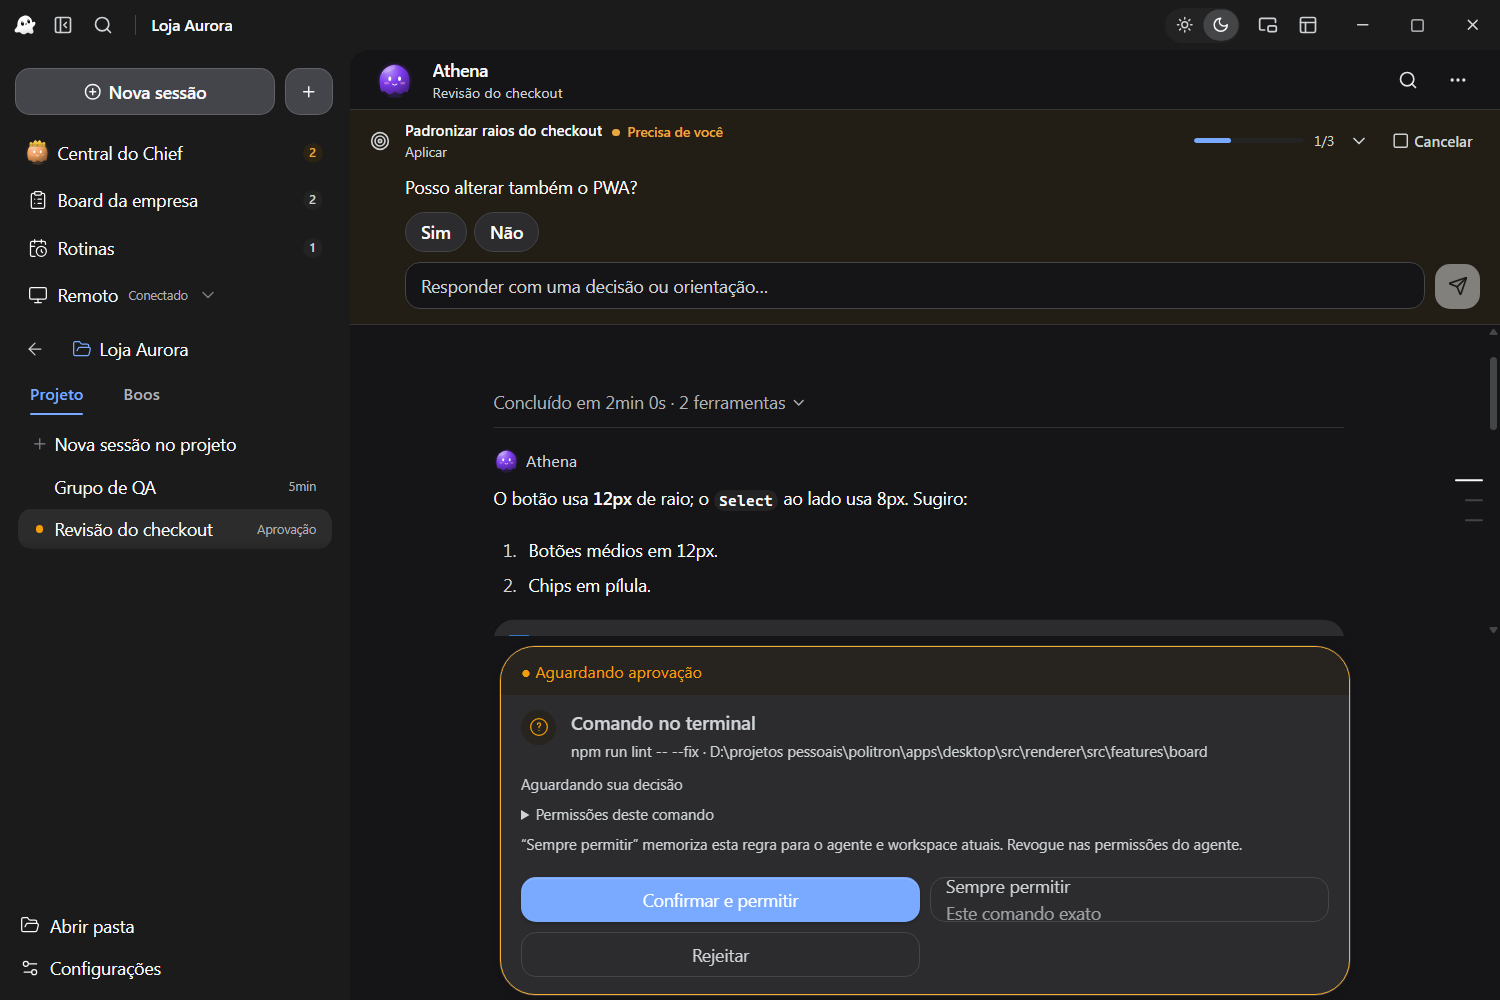 Loja Aurora
Nova sessão
Central do Chief 2
Board da empresa 2
Rotinas 1
Remoto Conectado
Loja Aurora
Projeto Boos
Nova sessão no projeto
Grupo de QA 5min
Revisão do checkout Aprovação
Abrir pasta
Configurações
Athena
Revisão do checkout
Padronizar raios do checkout Precisa de você
Aplicar
1/3 Cancelar
Posso alterar também o PWA?
Sim Não
Responder com uma decisão ou orientação...
Concluído em 2min 0s · 2 ferramentas
Athena
O botão usa 12px de raio; o Select ao lado usa 8px. Sugiro:
1. Botões médios em 12px.
2. Chips em pílula.
Aguardando aprovação
Comando no terminal
npm run lint -- --fix · D:\projetos pessoais\politron\apps\desktop\src\renderer\src\features\board
Aguardando sua decisão
Permissões deste comando
“Sempre permitir” memoriza esta regra para o agente e workspace atuais. Revogue nas permissões do agente.
Confirmar e permitir
Sempre permitir
Este comando exato
Rejeitar